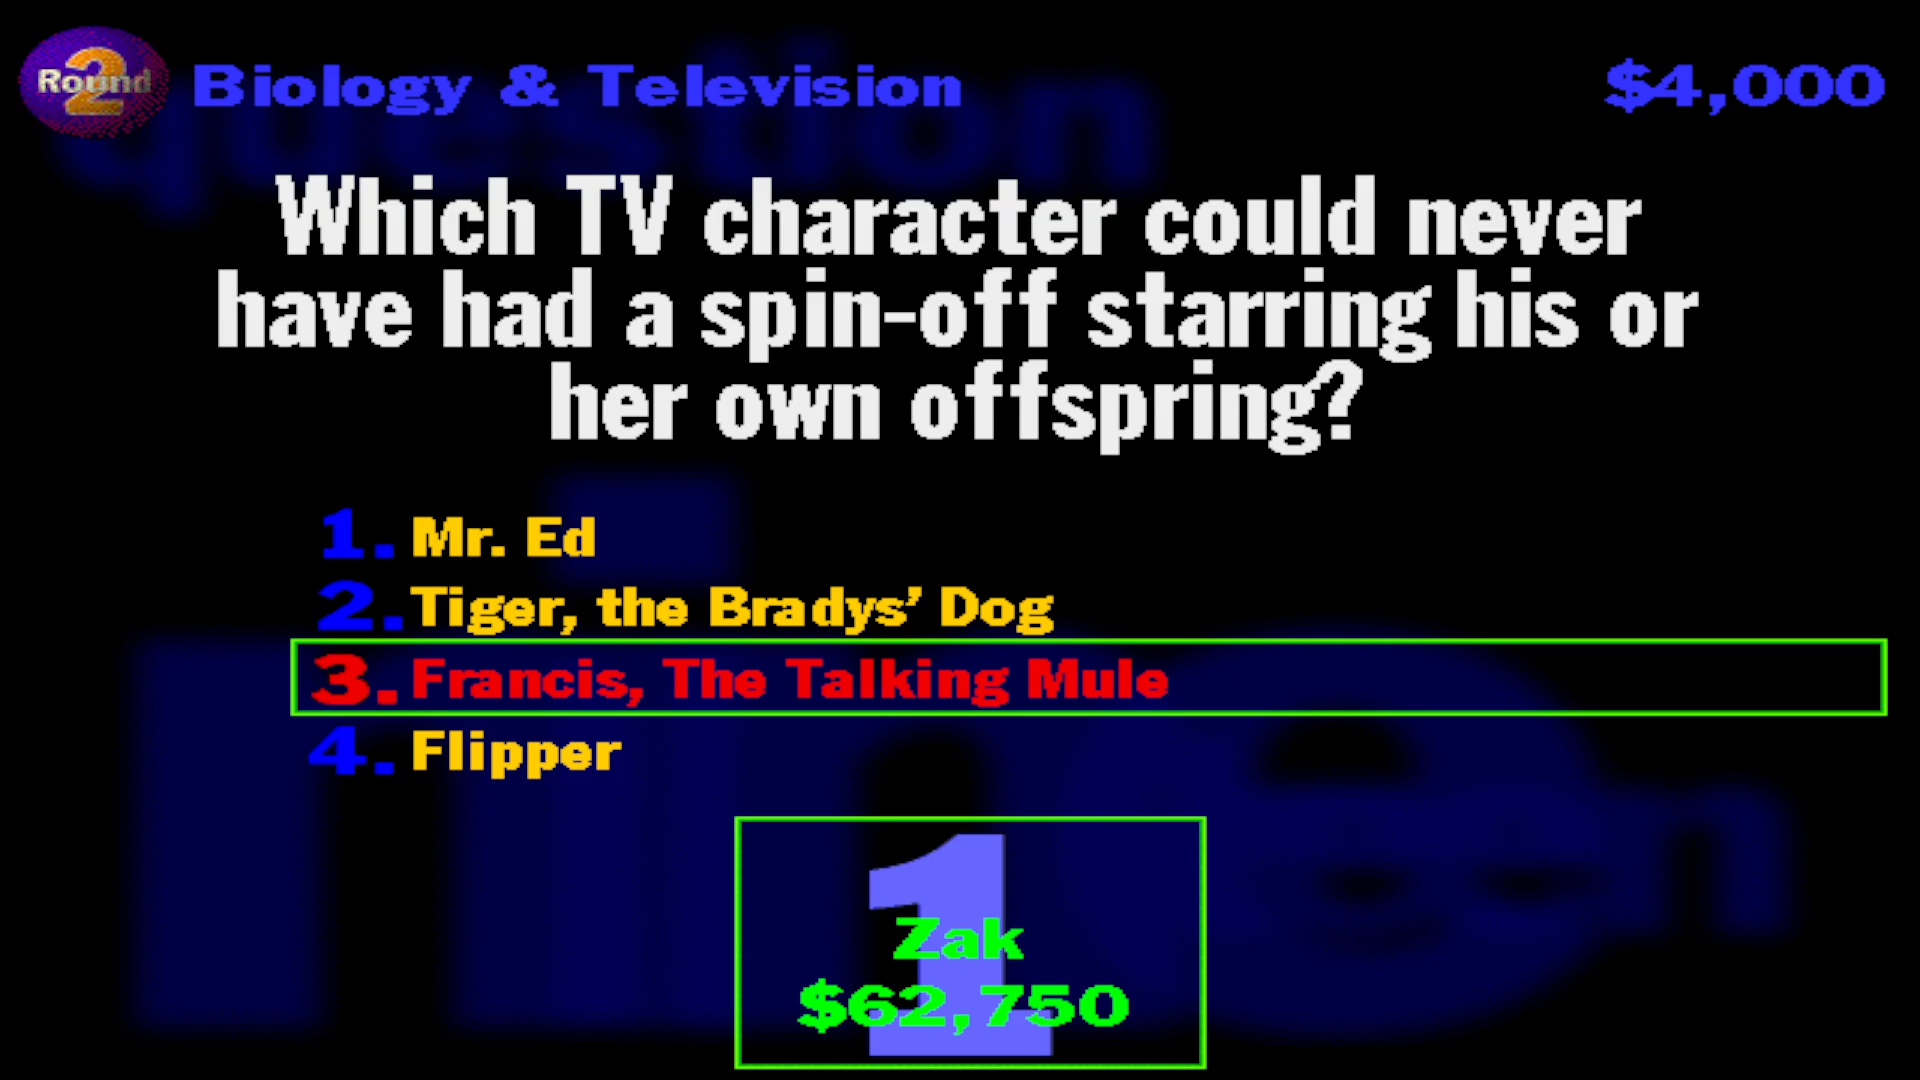 Round 2
Biology & Television
$4,000
question
Which TV character could never
have had a spin-off starring his or
her own offspring?
1. Mr. Ed
2. Tiger, the Bradys’ Dog
3. Francis, The Talking Mule
4. Flipper
1
Zak
$62,750